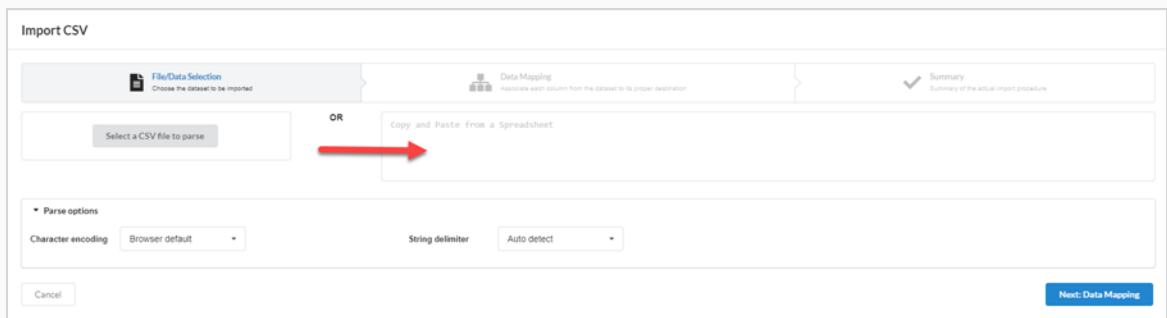 Import CSV
File/Data Selection
Choose the dataset to be imported
Data Mapping
Associate each column from the dataset to its proper destination
Summary
Summary of the actual import procedure
Select a CSV file to parse
OR
Copy and Paste from a Spreadsheet
Parse options
Character encoding
Browser default
String delimiter
Auto detect
Cancel
Next: Data Mapping